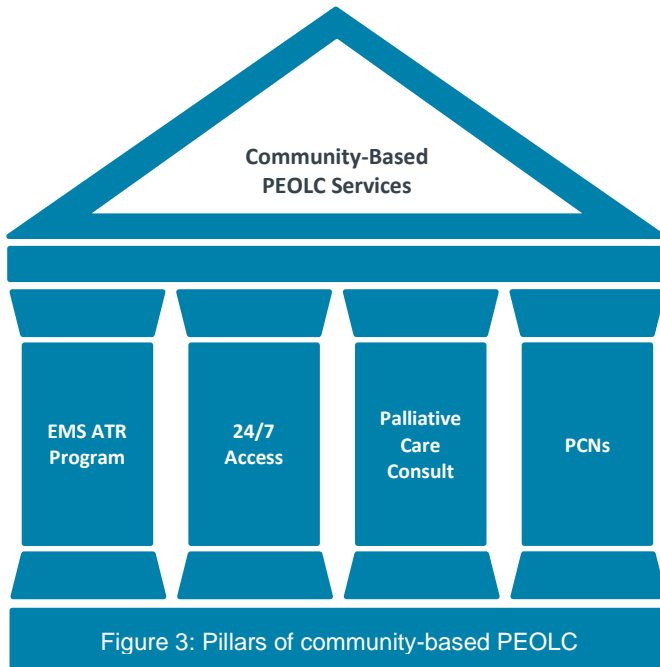 Community-Based
PEOLC Services
EMS ATR
Program
24/7
Access
Palliative
Care
Consult
PCNs
Figure 3: Pillars of community-based PEOLC